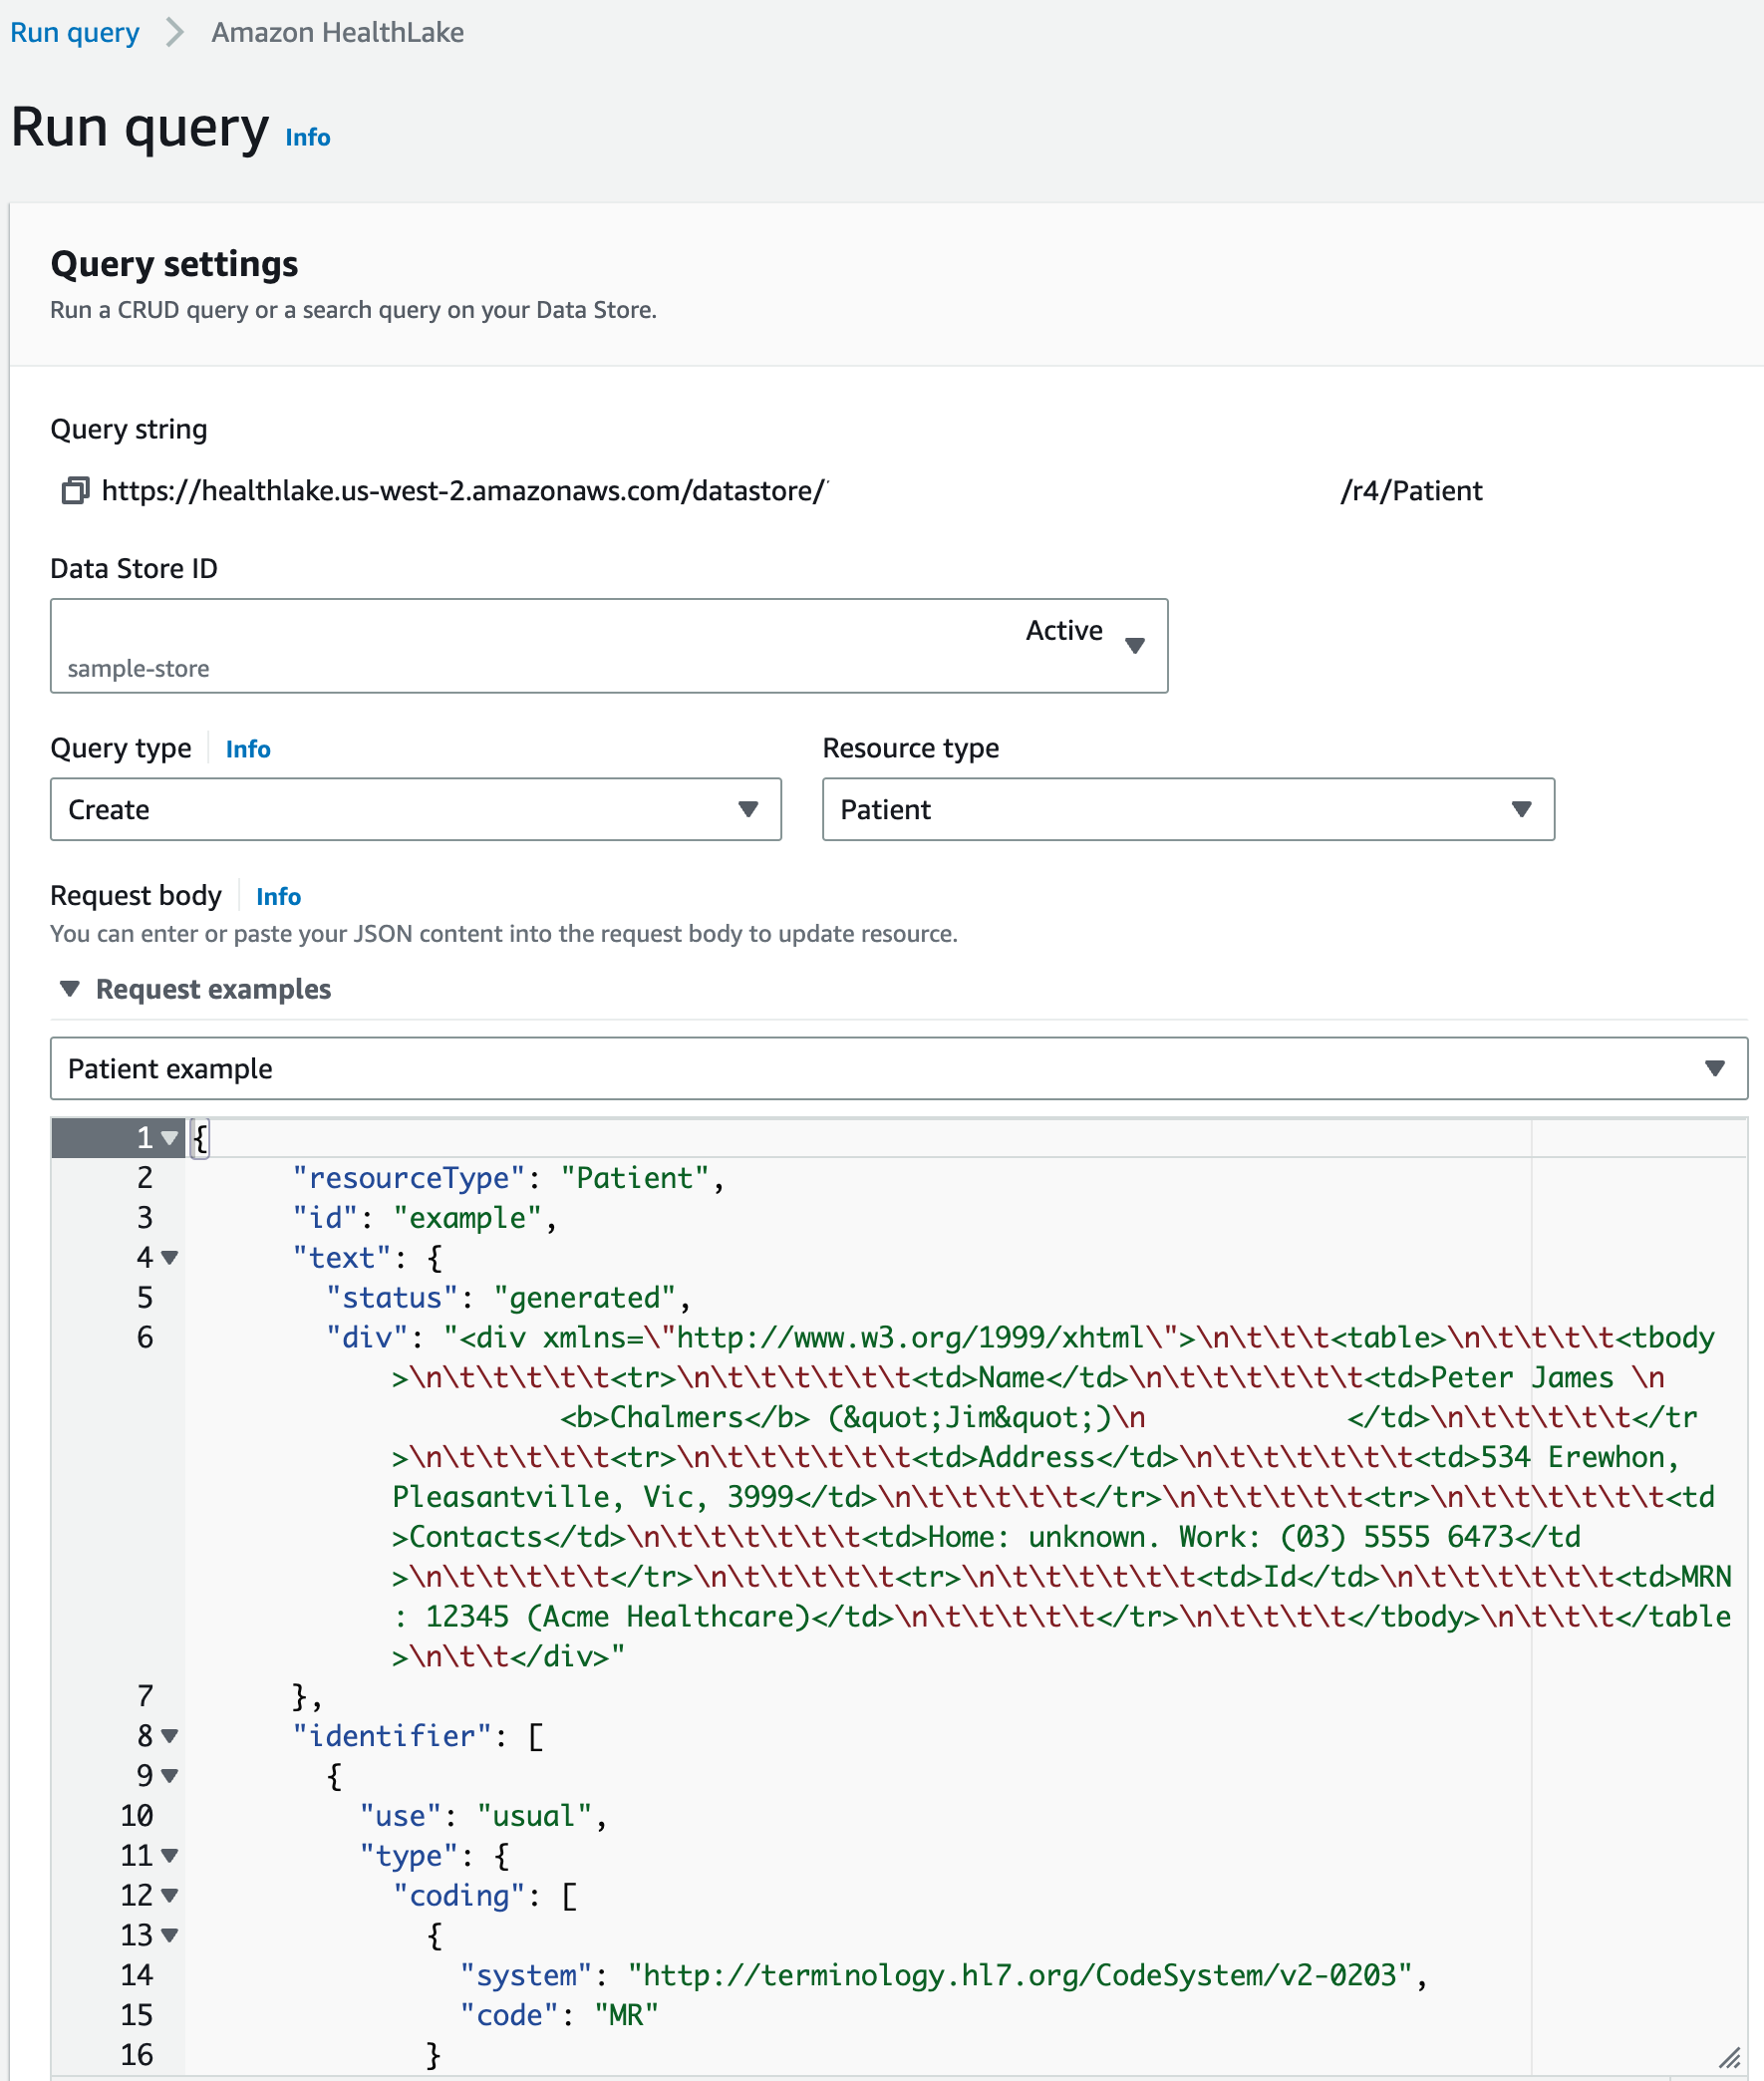 Run query > Amazon HealthLake
Run query Info
Query settings
Run a CRUD query or a search query on your Data Store.
Query string
https://healthlake.us-west-2.amazonaws.com/datastore/ /r4/Patient
Data Store ID
Active
sample-store
Query type Info Resource type
Create Patient
Request body Info
You can enter or paste your JSON content into the request body to update resource.
Request examples
Patient example
1 {
2 "resourceType": "Patient",
3 "id": "example",
4 "text": {
5 "status": "generated",
6 "div": "<div xmlns=\"http://www.w3.org/1999/xhtml\">\n\t\t\t<table>\n\t\t\t\t<tbody
>\n\t\t\t\t\t<tr>\n\t\t\t\t\t\t<td>Name</td>\n\t\t\t\t\t\t<td>Peter James \n
<b>Chalmers</b> (&quot;Jim&quot;)\n </td>\n\t\t\t\t\t</tr
>\n\t\t\t\t\t<tr>\n\t\t\t\t\t\t<td>Address</td>\n\t\t\t\t\t\t<td>534 Erewhon,
Pleasantville, Vic, 3999</td>\n\t\t\t\t\t</tr>\n\t\t\t\t\t<tr>\n\t\t\t\t\t\t<td
>Contacts</td>\n\t\t\t\t\t\t<td>Home: unknown. Work: (03) 5555 6473</td
>\n\t\t\t\t\t</tr>\n\t\t\t\t\t<tr>\n\t\t\t\t\t\t<td>Id</td>\n\t\t\t\t\t\t<td>MRN
: 12345 (Acme Healthcare)</td>\n\t\t\t\t\t</tr>\n\t\t\t\t</tbody>\n\t\t\t</table
>\n\t\t</div>"
7 },
8 "identifier": [
9 {
10 "use": "usual",
11 "type": {
12 "coding": [
13 {
14 "system": "http://terminology.hl7.org/CodeSystem/v2-0203",
15 "code": "MR"
16 }